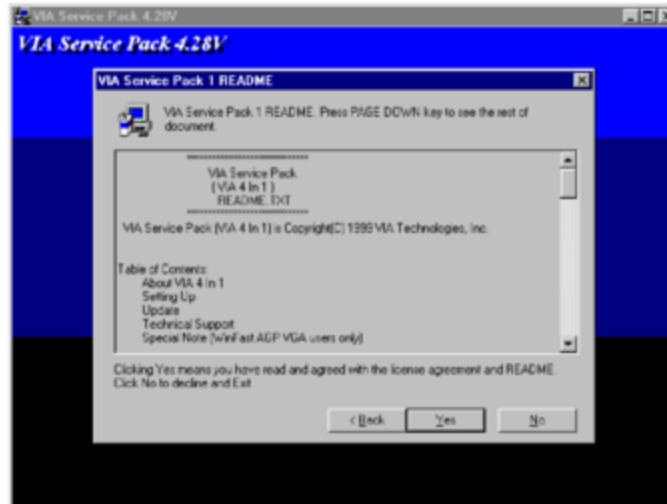 VIA Service Pack 4.28V
VIA Service Pack 4.28V
VIA Service Pack 1 README
VIA Service Pack 1 README. Press PAGE DOWN key to see the rest of
document.
==========================
VIA Service Pack
( VIA 4 In 1 )
README.TXT
==========================
VIA Service Pack (VIA 4 In 1) is Copyright(C) 1999 VIA Technologies, Inc.
Table of Contents:
About VIA 4 in 1
Setting Up
Update
Technical Support
Special Note (WinFast AGP VGA users only)
Clicking Yes means you have read and agreed with the license agreement and README.
Click No to decline and Exit
< Back
Yes
No